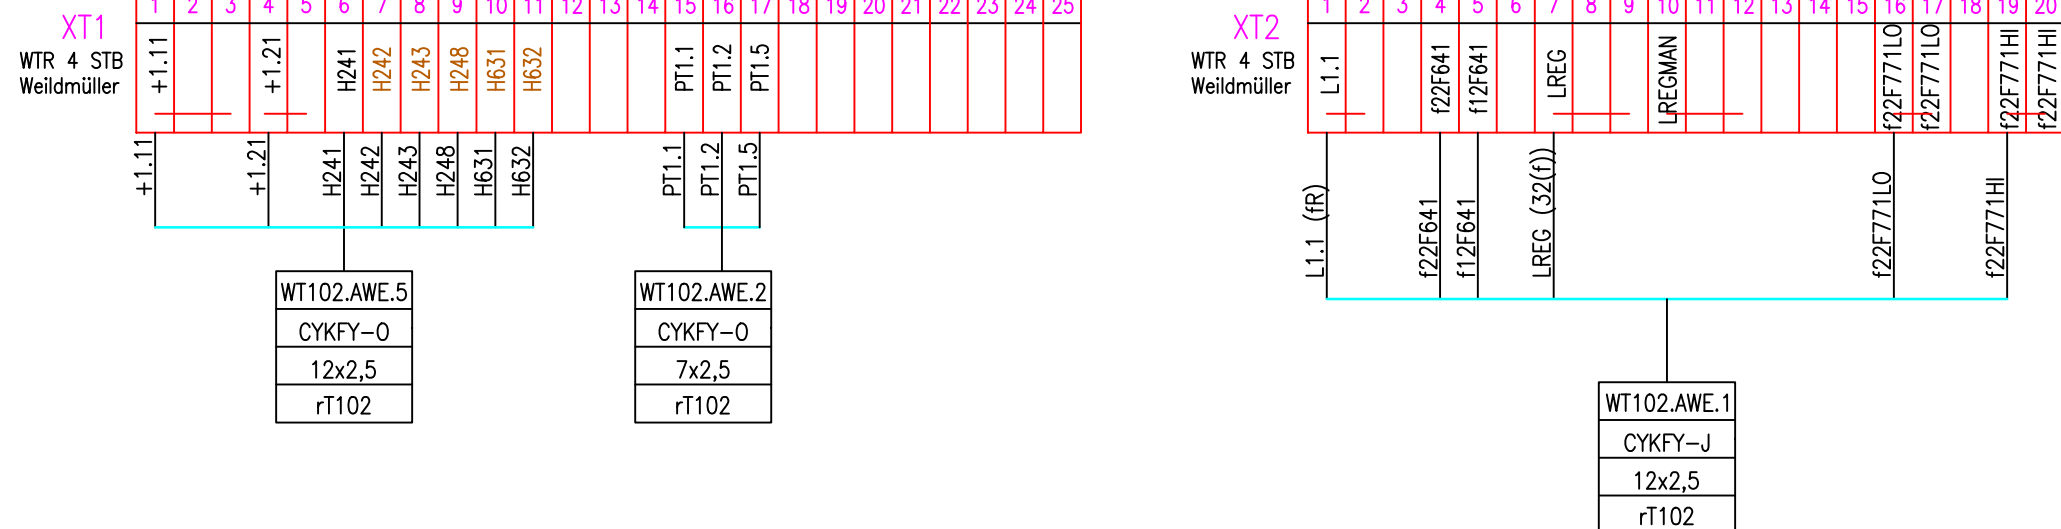 1 2 3 4 5 6 7 8 9 10 11 12 13 14 15 16 17 18 19 20 21 22 23 24 25
XT1
WTR 4 STB
Weildmüller
+1.11 +1.21 H241 H242 H243 H248 H631 H632 PT1.1 PT1.2 PT1.5
+1.11 +1.21 H241 H242 H243 H248 H631 H632 PT1.1 PT1.2 PT1.5
WT102.AWE.5
CYKFY-O
12x2,5
rT102
WT102.AWE.2
CYKFY-O
7x2,5
rT102
1 2 3 4 5 6 7 8 9 10 11 12 13 14 15 16 17 18 19 20
XT2
WTR 4 STB
Weildmüller
L1.1 f22F641 f12F641 LREG LREGMAN f22F771LO f22F771LO f22F771HI f22F771HI
L1.1 (fR) f22F641 f12F641 LREG (32(f)) f22F771LO f22F771HI
WT102.AWE.1
CYKFY-J
12x2,5
rT102